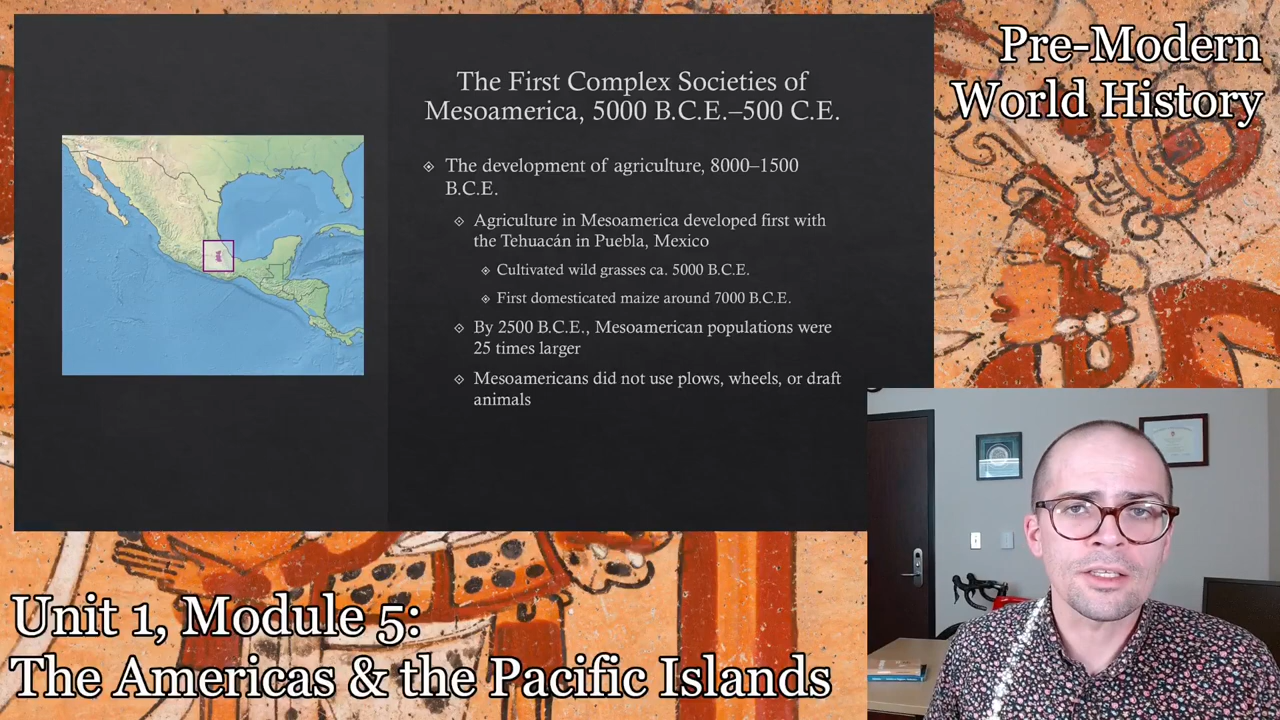 Pre-Modern
World History
The First Complex Societies of
Mesoamerica, 5000 B.C.E.–500 C.E.
The development of agriculture, 8000–1500
B.C.E.
Agriculture in Mesoamerica developed first with
the Tehuacán in Puebla, Mexico
Cultivated wild grasses ca. 5000 B.C.E.
First domesticated maize around 7000 B.C.E.
By 2500 B.C.E., Mesoamerican populations were
25 times larger
Mesoamericans did not use plows, wheels, or draft
animals
Unit 1, Module 5:
The Americas & the Pacific Islands